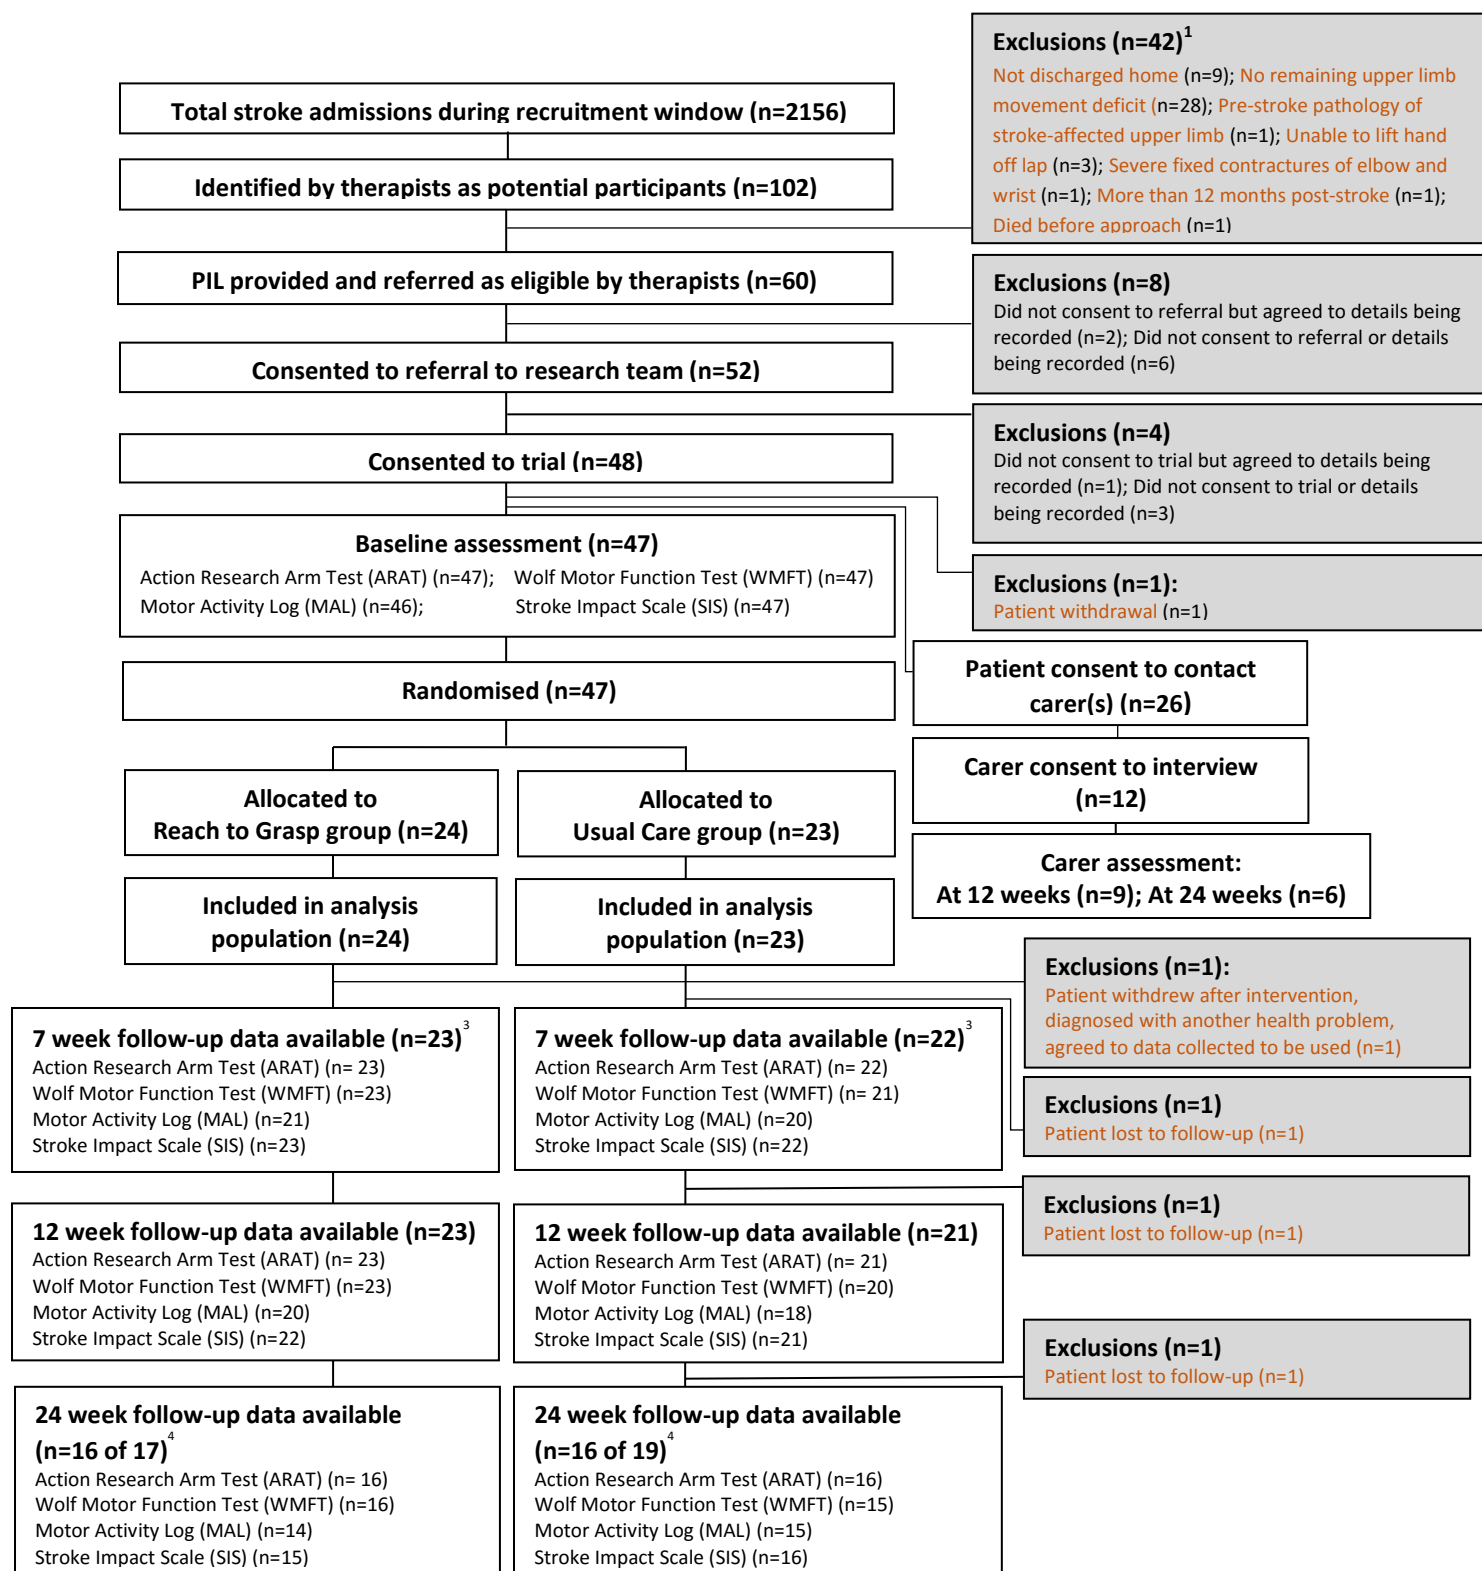 Exclusions (n=42)1
Not discharged home (n=9); No remaining upper limb
movement deficit (n=28); Pre-stroke pathology of
stroke-affected upper limb (n=1); Unable to lift hand
off lap (n=3); Severe fixed contractures of elbow and
wrist (n=1); More than 12 months post-stroke (n=1);
Died before approach (n=1)
Total stroke admissions during recruitment window (n=2156)
Identified by therapists as potential participants (n=102)
PIL provided and referred as eligible by therapists (n=60)
Exclusions (n=8)
Did not consent to referral but agreed to details being
recorded (n=2); Did not consent to referral or details
being recorded (n=6)
Consented to referral to research team (n=52)
Exclusions (n=4)
Did not consent to trial but agreed to details being
recorded (n=1); Did not consent to trial or details
being recorded (n=3)
Consented to trial (n=48)
Baseline assessment (n=47)
Action Research Arm Test (ARAT) (n=47); Wolf Motor Function Test (WMFT) (n=47)
Motor Activity Log (MAL) (n=46); Stroke Impact Scale (SIS) (n=47)
Exclusions (n=1):
Patient withdrawal (n=1)
Randomised (n=47)
Patient consent to contact
carer(s) (n=26)
Carer consent to interview
(n=12)
Carer assessment:
At 12 weeks (n=9); At 24 weeks (n=6)
Allocated to
Reach to Grasp group (n=24)
Allocated to
Usual Care group (n=23)
Included in analysis
population (n=24)
Included in analysis
population (n=23)
Exclusions (n=1):
Patient withdrew after intervention,
diagnosed with another health problem,
agreed to data collected to be used (n=1)
Exclusions (n=1)
Patient lost to follow-up (n=1)
7 week follow-up data available (n=23)3
Action Research Arm Test (ARAT) (n= 23)
Wolf Motor Function Test (WMFT) (n=23)
Motor Activity Log (MAL) (n=21)
Stroke Impact Scale (SIS) (n=23)
7 week follow-up data available (n=22)3
Action Research Arm Test (ARAT) (n= 22)
Wolf Motor Function Test (WMFT) (n= 21)
Motor Activity Log (MAL) (n=20)
Stroke Impact Scale (SIS) (n=22)
Exclusions (n=1)
Patient lost to follow-up (n=1)
12 week follow-up data available (n=23)
Action Research Arm Test (ARAT) (n= 23)
Wolf Motor Function Test (WMFT) (n=23)
Motor Activity Log (MAL) (n=20)
Stroke Impact Scale (SIS) (n=22)
12 week follow-up data available (n=21)
Action Research Arm Test (ARAT) (n= 21)
Wolf Motor Function Test (WMFT) (n=20)
Motor Activity Log (MAL) (n=18)
Stroke Impact Scale (SIS) (n=21)
Exclusions (n=1)
Patient lost to follow-up (n=1)
24 week follow-up data available
(n=16 of 17)4
Action Research Arm Test (ARAT) (n= 16)
Wolf Motor Function Test (WMFT) (n=16)
Motor Activity Log (MAL) (n=14)
Stroke Impact Scale (SIS) (n=15)
24 week follow-up data available
(n=16 of 19)4
Action Research Arm Test (ARAT) (n=16)
Wolf Motor Function Test (WMFT) (n=15)
Motor Activity Log (MAL) (n=15)
Stroke Impact Scale (SIS) (n=16)